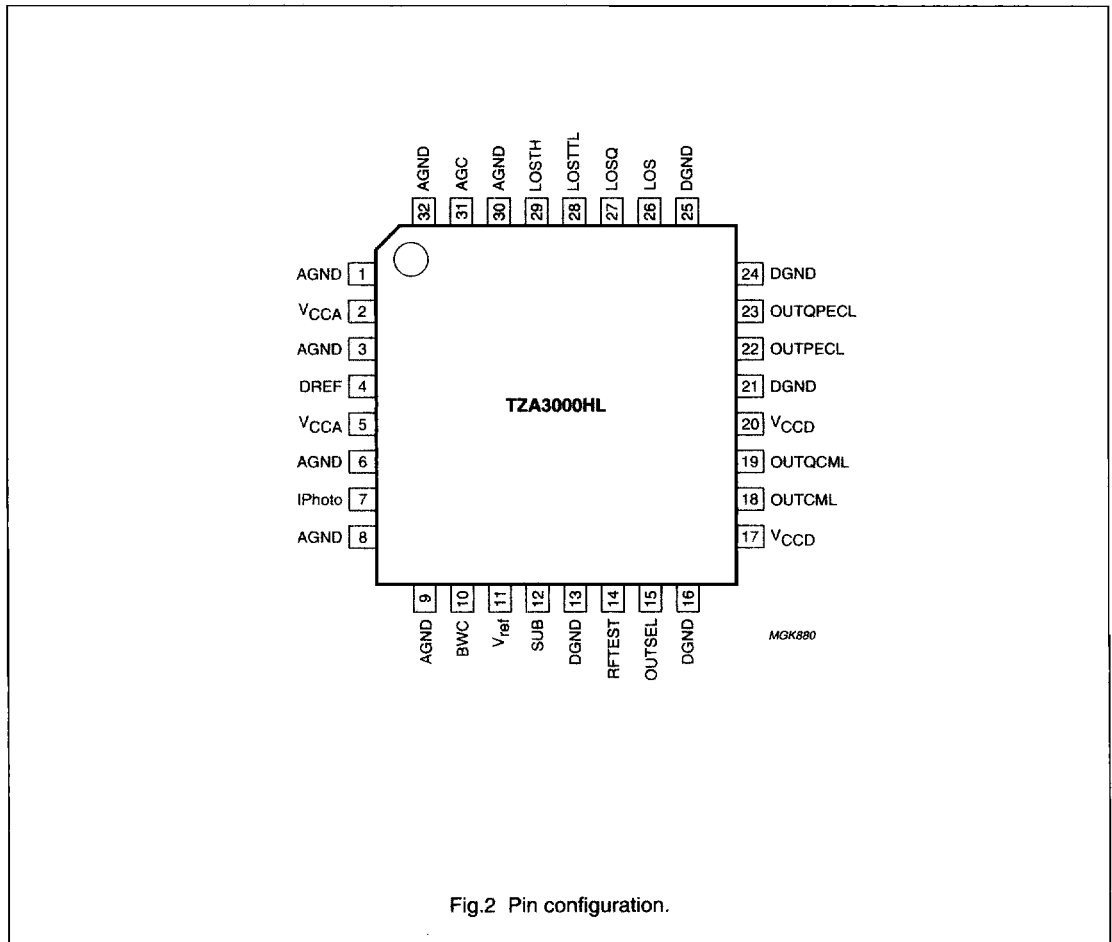 32 AGND
31 AGC
30 AGND
29 LOSTH
28 LOSTTL
27 LOSQ
26 LOS
25 DGND
AGND 1
VCCA 2
AGND 3
DREF 4
VCCA 5
AGND 6
IPhoto 7
AGND 8
TZA3000HL
24 DGND
23 OUTQPECL
22 OUTPECL
21 DGND
20 VCCD
19 OUTQCML
18 OUTCML
17 VCCD
AGND 9
BWC 10
Vref 11
SUB 12
DGND 13
RFTEST 14
OUTSEL 15
DGND 16
MGK880
Fig.2 Pin configuration.